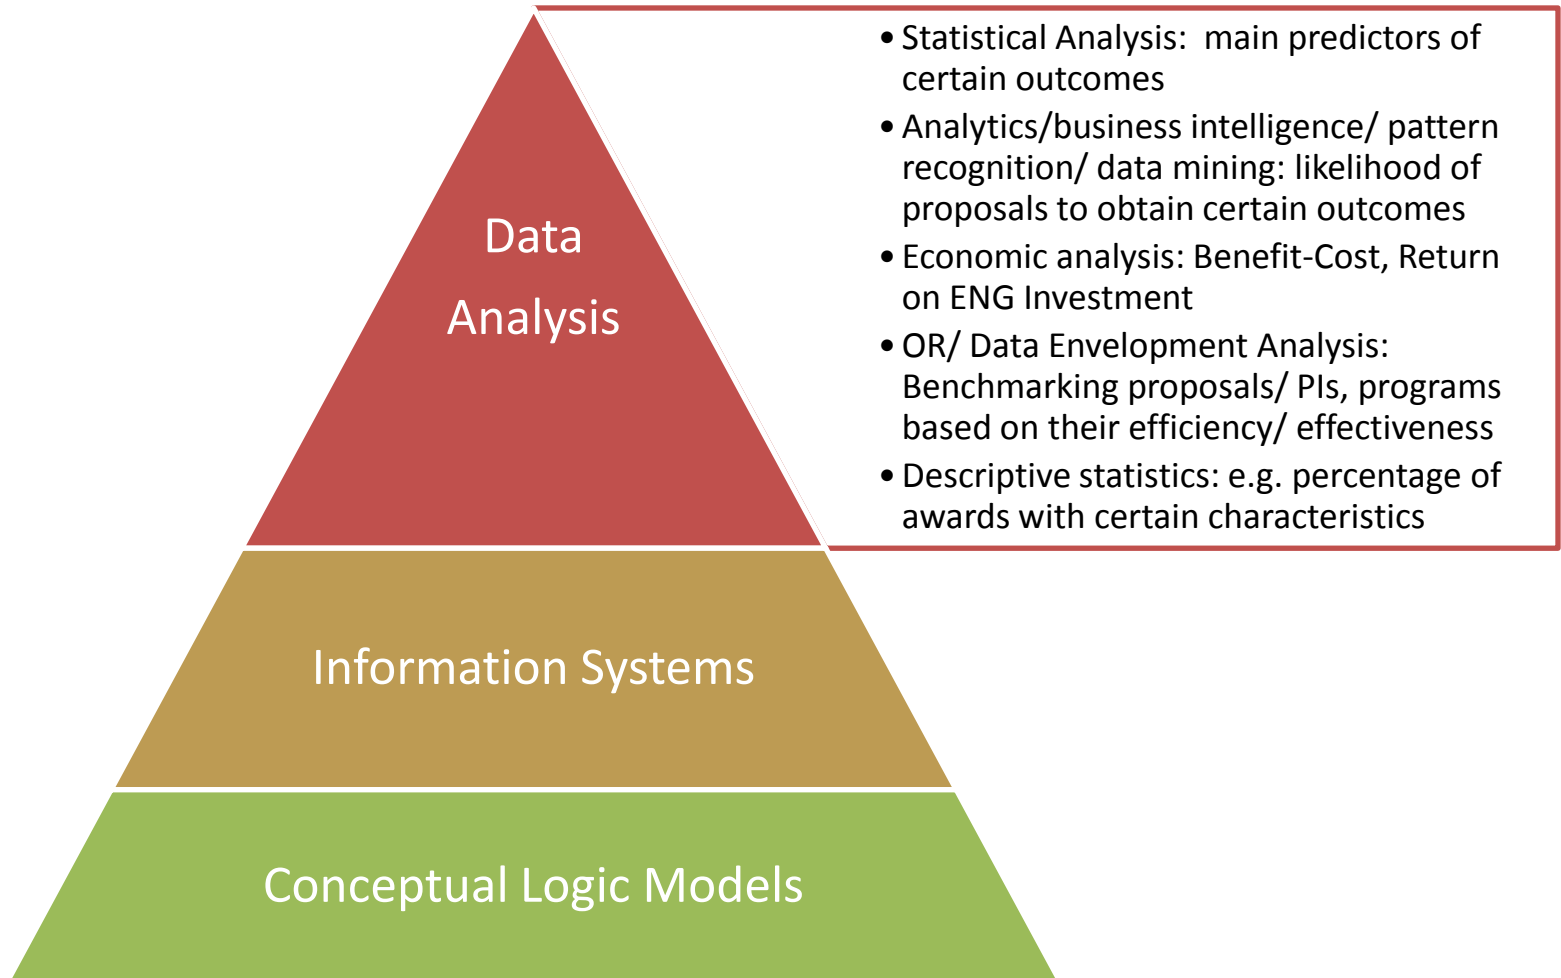 Data
Analysis
• Statistical Analysis:  main predictors of
certain outcomes
• Analytics/business intelligence/ pattern
recognition/ data mining: likelihood of
proposals to obtain certain outcomes
• Economic analysis: Benefit-Cost, Return
on ENG Investment
• OR/ Data Envelopment Analysis:
Benchmarking proposals/ PIs, programs
based on their efficiency/ effectiveness
• Descriptive statistics: e.g. percentage of
awards with certain characteristics
Information Systems
Conceptual Logic Models